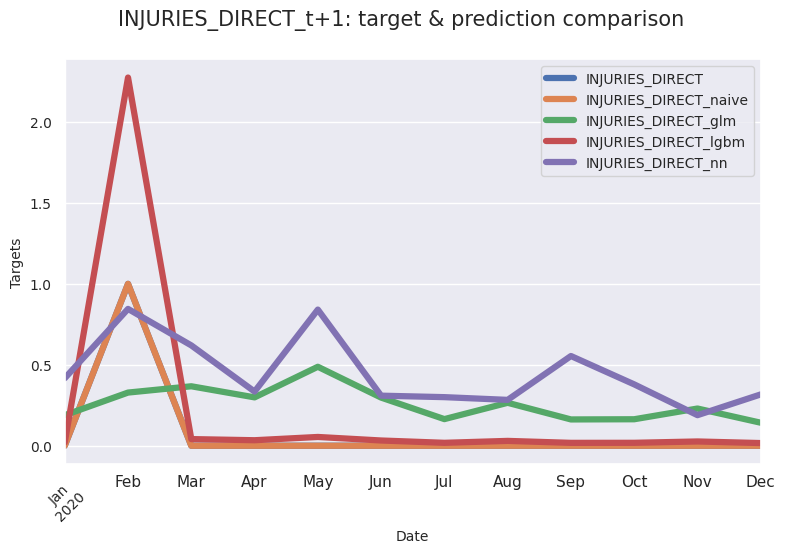 INJURIES_DIRECT_t+1: target & prediction comparison
INJURIES_DIRECT
INJURIES_DIRECT_naive
INJURIES_DIRECT_glm
INJURIES_DIRECT_lgbm
INJURIES_DIRECT_nn
Targets
2.0
1.5
1.0
0.5
0.0
Jan
2020
Feb
Mar
Apr
May
Jun
Jul
Aug
Sep
Oct
Nov
Dec
Date